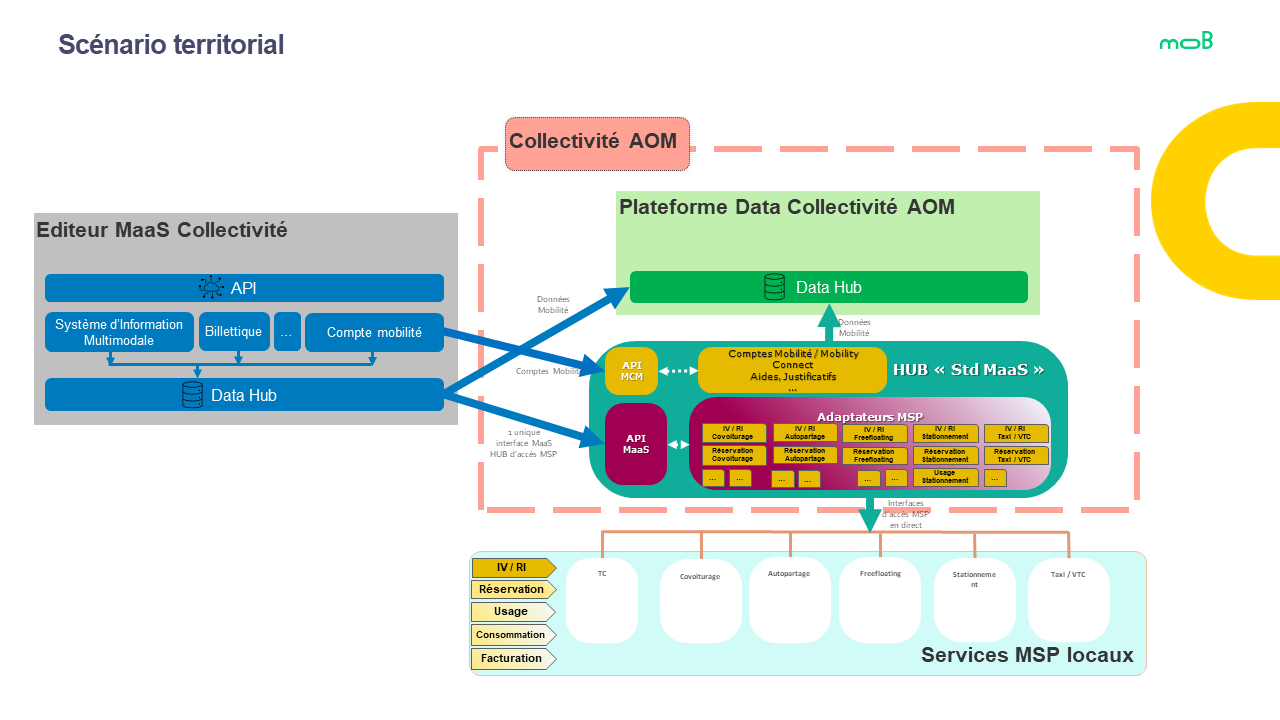 Scénario territorial
moB
Collectivité AOM
Editeur MaaS Collectivité
API
Système d'Information
Multimodale
Billettique
...
Compte mobilité
Data Hub
Plateforme Data Collectivité AOM
Data Hub
Données
Mobilité
Données
Mobilité
Comptes Mobilité
1 unique
interface MaaS
HUB d'accès MSP
API
MCM
Comptes Mobilité / Mobility
Connect
Aides, Justificatifs
...
HUB « Std MaaS »
API
MaaS
Adaptateurs MSP
IV / RI
Covoiturage
IV / RI
Autopartage
IV / RI
Freefloating
IV / RI
Stationnement
IV / RI
Taxi / VTC
Réservation
Covoiturage
Réservation
Autopartage
Réservation
Freefloating
Réservation
Stationnement
Réservation
Taxi / VTC
...
...
...
...
...
...
Usage
Stationnement
...
Interfaces
d'accès MSP
en direct
IV / RI
Réservation
Usage
Consommation
Facturation
TC
Covoiturage
Autopartage
Freefloating
Stationneme
nt
Taxi / VTC
Services MSP locaux